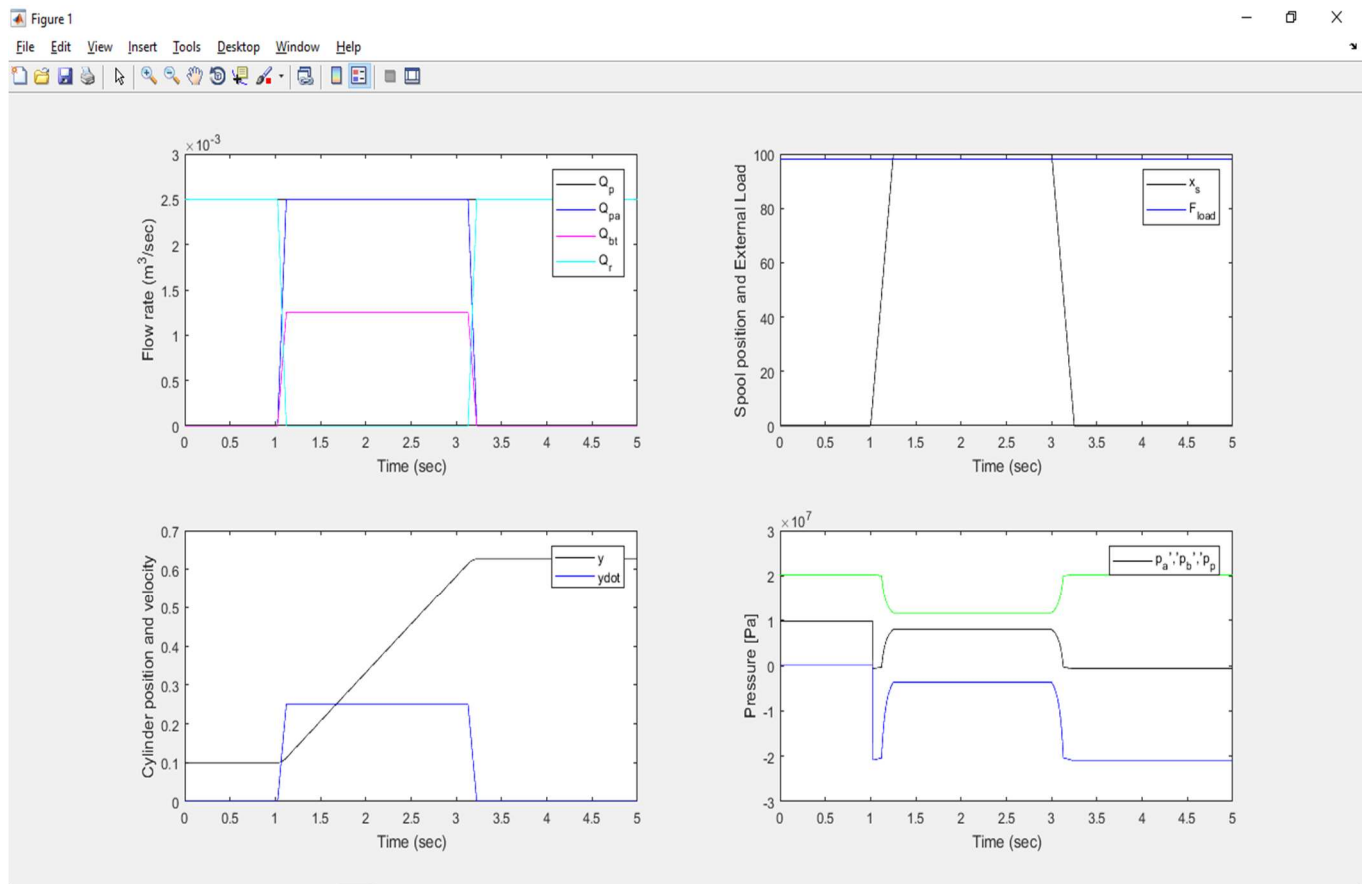 Figure 1
File Edit View Insert Tools Desktop Window Help
×10^-3
3
2.5
2
1.5
1
0.5
0
Flow rate (m^3/sec)
Q_p
Q_pa
Q_bt
Q_r
0 0.5 1 1.5 2 2.5 3 3.5 4 4.5 5
Time (sec)
100
80
60
40
20
0
Spool position and External Load
x_s
F_load
0 0.5 1 1.5 2 2.5 3 3.5 4 4.5 5
Time (sec)
0.7
0.6
0.5
0.4
0.3
0.2
0.1
0
Cylinder position and velocity
y
ydot
0 0.5 1 1.5 2 2.5 3 3.5 4 4.5 5
Time (sec)
×10^7
3
2
1
0
-1
-2
-3
Pressure [Pa]
p_a','p_b','p_p
0 0.5 1 1.5 2 2.5 3 3.5 4 4.5 5
Time (sec)